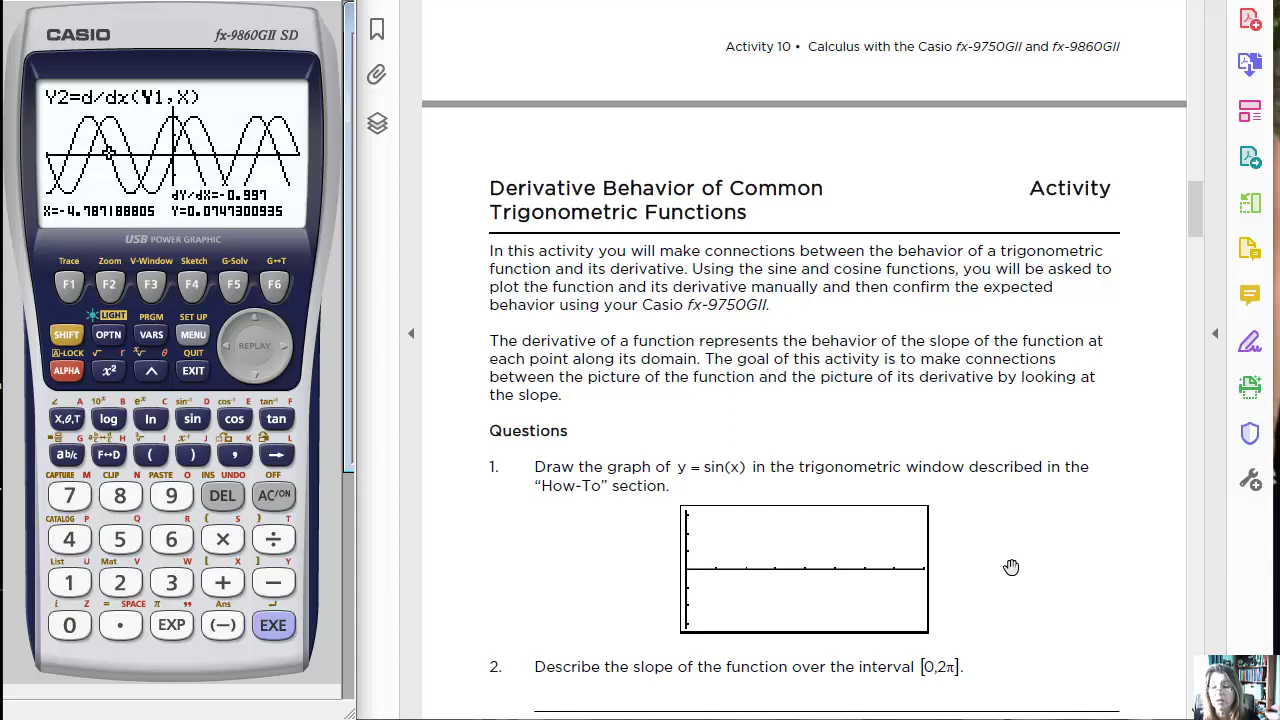 CASIO
fx-9860GII SD
Y2=d/dx(Y1,X)
dY/dX=-0.997
X=-4.787188805 Y=0.0747300935
USB POWER GRAPHIC
Trace Zoom V-Window Sketch G-Solv G↔T
F1 F2 F3 F4 F5 F6
LIGHT PRGM SET UP
SHIFT OPTN VARS MENU
A-LOCK √ r ˣ√ θ QUIT
ALPHA x² ^ EXIT
REPLAY
∠ A 10ˣ B eˣ C sin⁻¹ D cos⁻¹ E tan⁻¹ F
X,θ,T log ln sin cos tan
G H ³√ I x⁻¹ J K L
a b/c F↔D ( ) , →
CAPTURE M CLIP N PASTE O INS UNDO OFF
7 8 9 DEL AC/ON
CATALOG P Q R { S } T
4 5 6 × ÷
List U Mat V W [ X ] Y
1 2 3 + −
i Z = SPACE π " Ans
0 . EXP (−) EXE
Activity 10 • Calculus with the Casio fx-9750GII and fx-9860GII
Derivative Behavior of Common Activity
Trigonometric Functions
In this activity you will make connections between the behavior of a trigonometric
function and its derivative. Using the sine and cosine functions, you will be asked to
plot the function and its derivative manually and then confirm the expected
behavior using your Casio fx-9750GII.
The derivative of a function represents the behavior of the slope of the function at
each point along its domain. The goal of this activity is to make connections
between the picture of the function and the picture of its derivative by looking at
the slope.
Questions
1. Draw the graph of y = sin(x) in the trigonometric window described in the
“How-To” section.
2. Describe the slope of the function over the interval [0,2π].